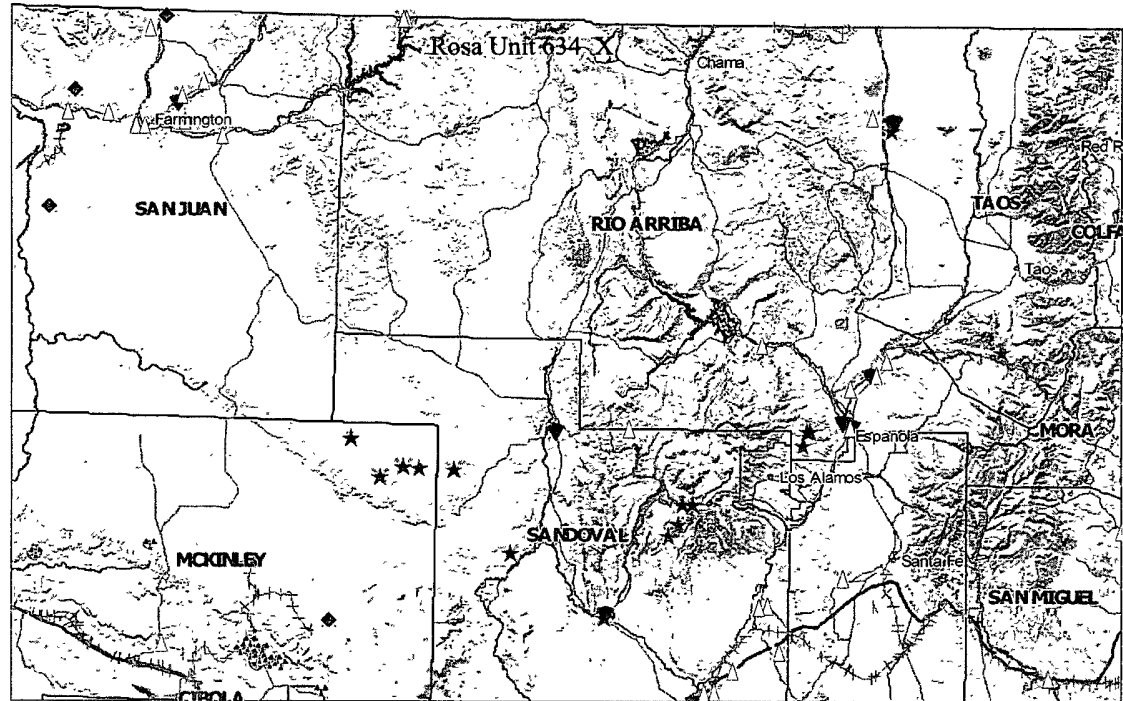 Rosa Unit 634 X
Chama
Farmington
Red R
SAN JUAN
TAOS
RIO ARRIBA
COLFA
Taos
MORA
Española
Los Alamos
SANDOVAL
MCKINLEY
Santa Fe
SAN MIGUEL
CIBOLA